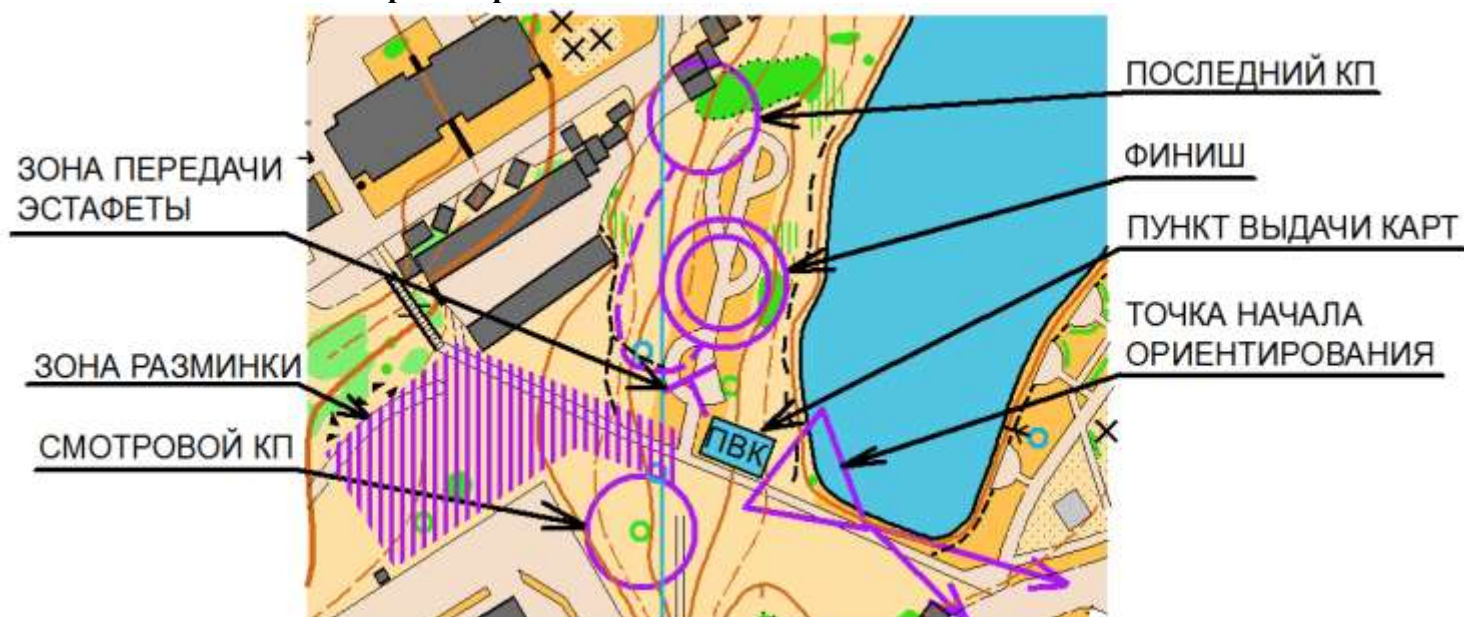 ПОСЛЕДНИЙ КП
ЗОНА ПЕРЕДАЧИ
ЭСТАФЕТЫ
ФИНИШ
ПУНКТ ВЫДАЧИ КАРТ
ТОЧКА НАЧАЛА
ОРИЕНТИРОВАНИЯ
ЗОНА РАЗМИНКИ
СМОТРОВОЙ КП
ПВК